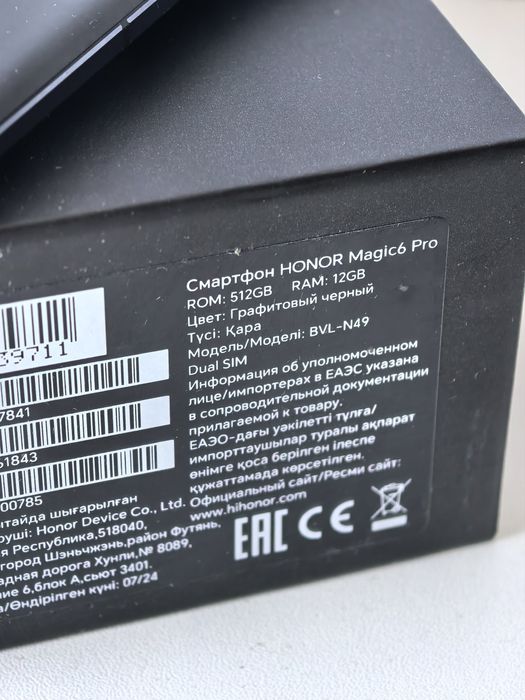 Смартфон HONOR Magic6 Pro
ROM: 512GB RAM: 12GB
Цвет: Графитовый черный
Түсі: Қара
Модель/Моделі: BVL-N49
Dual SIM
Информация об уполномоченном
лице/импортерах в ЕАЭС указана
в сопроводительной документации
прилагаемой к товару.
ЕАЭО-дағы уәкілетті тұлға/
импорттаушылар туралы ақпарат
өнімге қоса берілген ілеспе
құжаттамада көрсетілген.
Официальный сайт/Ресми сайт:
www.hihonor.com
EAC CE
39711
7841
61843
00785
ытайда шығарылған
руші: Honor Device Co., Ltd.
я Республика,518040,
город Шэньчжэнь,район Футянь,
адная дорога Хунли,№ 8089,
ние 6,блок А,сьют 3401.
а/Өндірілген күні: 07/24